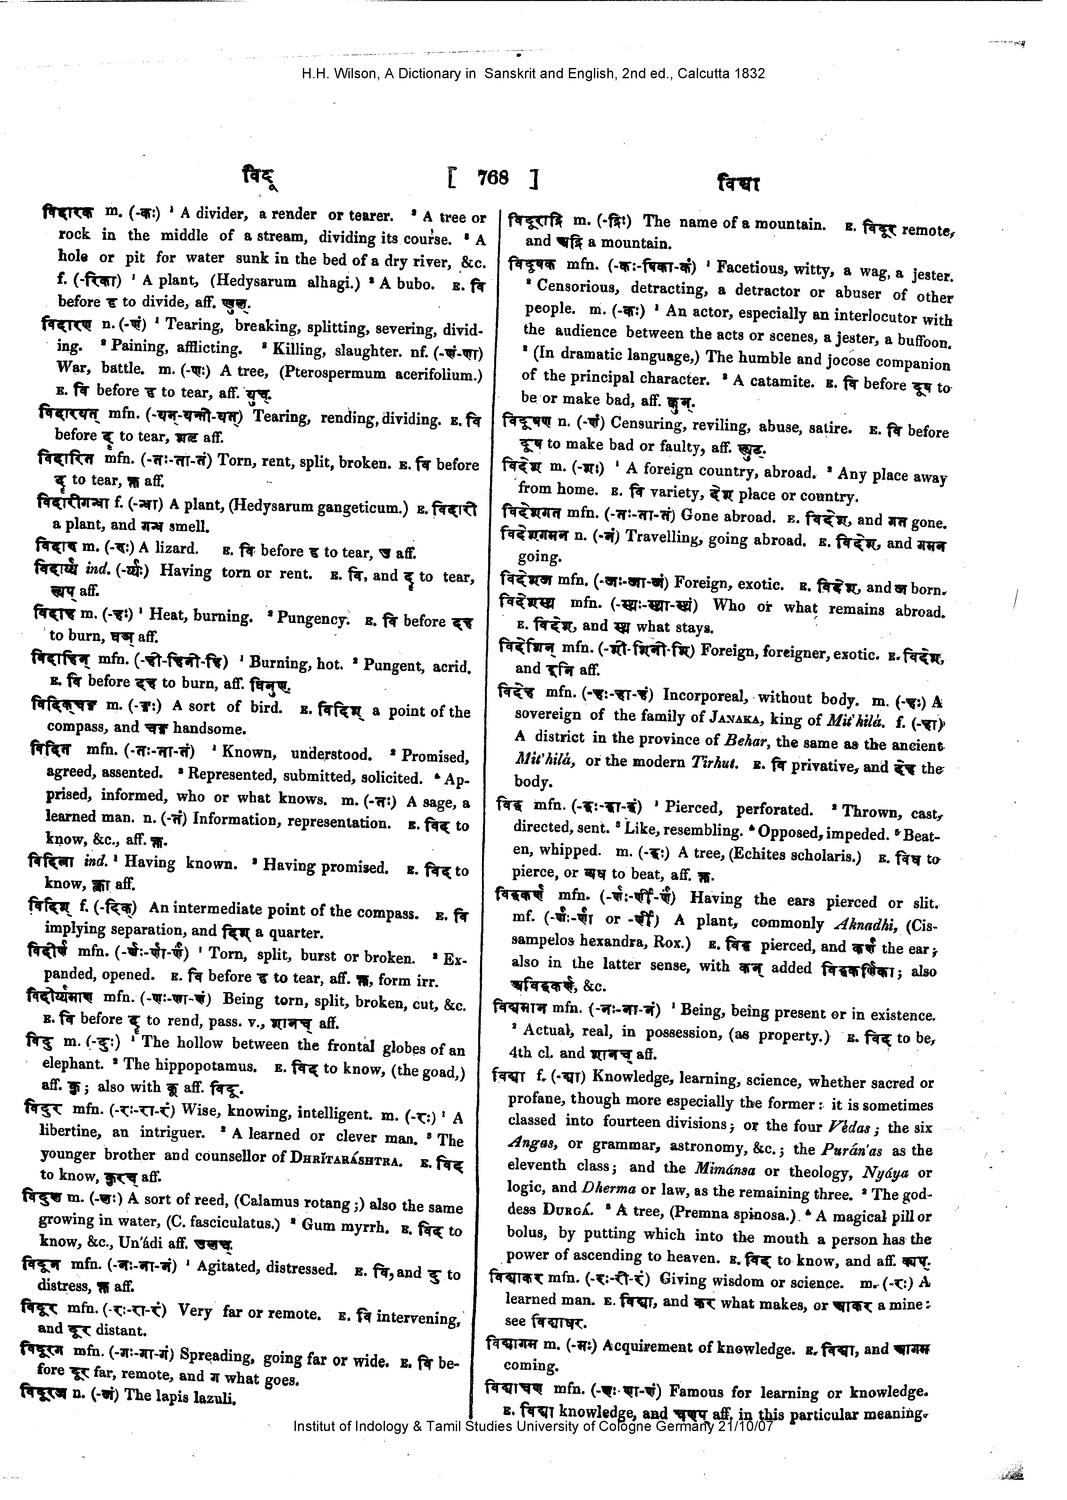 H.H. Wilson, A Dictionary in Sanskrit and English, 2nd ed., Calcutta 1832
विदू
[ 768 ]
विद्या
विदारक m. (-कः) ¹ A divider, a render or tearer. ² A tree or
rock in the middle of a stream, dividing its course. ³ A
hole or pit for water sunk in the bed of a dry river, &c.
f. (-रिका) ¹ A plant, (Hedysarum alhagi.) ² A bubo. E. वि
before दृ to divide, aff. ण्वुल्.
विदारण n. (-णं) ¹ Tearing, breaking, splitting, severing, divid-
ing. ² Paining, afflicting. ³ Killing, slaughter. nf. (-णं-णा)
War, battle. m. (-णः) A tree, (Pterospermum acerifolium.)
E. वि before दृ to tear, aff. युच्.
विदारयत् mfn. (-यन्-यन्ती-यत्) Tearing, rending, dividing. E. वि
before दृ to tear, शतृ aff.
विदारित mfn. (-तः-ता-तं) Torn, rent, split, broken. E. वि before
दृ to tear, क्त aff.
विदारीगन्धा f. (-न्धा) A plant, (Hedysarum gangeticum.) E. विदारी
a plant, and गन्ध smell.
विदारु m. (-रुः) A lizard. E. वि before दृ to tear, उ aff.
विदार्य्य ind. (-र्य्यः) Having torn or rent. E. वि, and दृ to tear,
ल्यप् aff.
विदाह m. (-हः) ¹ Heat, burning. ² Pungency. E. वि before दह
to burn, घञ् aff.
विदाहिन् mfn. (-ही-हिनी-हि) ¹ Burning, hot. ² Pungent, acrid.
E. वि before दह to burn, aff. घिनुण्.
विदिक्चङ्ग m. (-ङ्गः) A sort of bird. E. विदिश् a point of the
compass, and चङ्ग handsome.
विदित mfn. (-तः-ता-तं) ¹ Known, understood. ² Promised,
agreed, assented. ³ Represented, submitted, solicited. ⁴ Ap-
prised, informed, who or what knows. m. (-तः) A sage, a
learned man. n. (-तं) Information, representation. E. विद् to
know, &c., aff. क्त.
विदित्वा ind. ¹ Having known. ² Having promised. E. विद् to
know, क्त्वा aff.
विदिश् f. (-दिक्) An intermediate point of the compass. E. वि
implying separation, and दिश् a quarter.
विदीर्ण mfn. (-र्णः-र्णा-र्णं) ¹ Torn, split, burst or broken. ² Ex-
panded, opened. E. वि before दृ to tear, aff. क्त, form irr.
विदीर्य्यमाण mfn. (-णः-णा-णं) Being torn, split, broken, cut, &c.
E. वि before दृ to rend, pass. v., शानच् aff.
विदु m. (-दुः) ¹ The hollow between the frontal globes of an
elephant. ² The hippopotamus. E. विद् to know, (the goad,)
aff. कु; also with कू aff. विदू.
विदुर mfn. (-रः-रा-रं) Wise, knowing, intelligent. m. (-रः) ¹ A
libertine, an intriguer. ² A learned or clever man. ³ The
younger brother and counsellor of DHRĬTARÁSHTRA. E. विद्
to know, कुरच् aff.
विदुल m. (-लः) A sort of reed, (Calamus rotang;) also the same
growing in water, (C. fasciculatus.) ² Gum myrrh. E. विद् to
know, &c., Un'ádi aff. उलच्.
विदून mfn. (-नः-ना-नं) ¹ Agitated, distressed. E. वि, and दु to
distress, क्त aff.
विदूर mfn. (-रः-रा-रं) Very far or remote. E. वि intervening,
and दूर distant.
विदूरग mfn. (-गः-गा-गं) Spreading, going far or wide. E. वि be-
fore दूर far, remote, and ग what goes.
विदूरज n. (-जं) The lapis lazuli.
विदूराद्रि m. (-द्रिः) The name of a mountain. E. विदूर remote,
and अद्रि a mountain.
विदूषक mfn. (-कः-षिका-कं) ¹ Facetious, witty, a wag, a jester.
² Censorious, detracting, a detractor or abuser of other
people. m. (-कः) ¹ An actor, especially an interlocutor with
the audience between the acts or scenes, a jester, a buffoon.
² (In dramatic language,) The humble and jocose companion
of the principal character. ³ A catamite. E. वि before दूष to
be or make bad, aff. क्वुन्.
विदूषण n. (-णं) Censuring, reviling, abuse, satire. E. वि before
दूष to make bad or faulty, aff. ल्युट्.
विदेश m. (-शः) ¹ A foreign country, abroad. ² Any place away
from home. E. वि variety, देश place or country.
विदेशगत mfn. (-तः-ता-तं) Gone abroad. E. विदेश, and गत gone.
विदेशगमन n. (-नं) Travelling, going abroad. E. विदेश, and गमन
going.
विदेशज mfn. (-जः-जा-जं) Foreign, exotic. E. विदेश, and ज born.
विदेशस्थ mfn. (-स्थः-स्था-स्थं) Who or what remains abroad.
E. विदेश, and स्थ what stays.
विदेशिन् mfn. (-शी-शिनी-शि) Foreign, foreigner, exotic. E. विदेश,
and इनि aff.
विदेह mfn. (-हः-हा-हं) Incorporeal, without body. m. (-हः) A
sovereign of the family of JANAKA, king of Mit'hilá. f. (-हा)
A district in the province of Behar, the same as the ancient
Mit'hilá, or the modern Tirhut. E. वि privative, and देह the
body.
विद्ध mfn. (-द्धः-द्धा-द्धं) ¹ Pierced, perforated. ² Thrown, cast,
directed, sent. ³ Like, resembling. ⁴ Opposed, impeded. ⁵ Beat-
en, whipped. m. (-द्धः) A tree, (Echites scholaris.) E. विध to
pierce, or व्यध to beat, aff. क्त.
विद्धकर्ण mfn. (-र्णः-र्णी-र्णं) Having the ears pierced or slit.
mf. (-र्णः-र्णा or -र्णी) A plant, commonly Aknadhi, (Cis-
sampelos hexandra, Rox.) E. विद्ध pierced, and कर्ण the ear;
also in the latter sense, with कन् added विद्धकर्णिका; also
अविद्धकर्ण, &c.
विद्यमान mfn. (-नः-ना-नं) ¹ Being, being present or in existence.
² Actual, real, in possession, (as property.) E. विद् to be,
4th cl. and शानच् aff.
विद्या f. (-द्या) Knowledge, learning, science, whether sacred or
profane, though more especially the former: it is sometimes
classed into fourteen divisions; or the four Védas; the six
Angas, or grammar, astronomy, &c.; the Purán'as as the
eleventh class; and the Mímánsa or theology, Nyáya or
logic, and Dherma or law, as the remaining three. ² The god-
dess DURGÁ. ³ A tree, (Premna spinosa.) ⁴ A magical pill or
bolus, by putting which into the mouth a person has the
power of ascending to heaven. E. विद् to know, and aff. क्यप्.
विद्याकर mfn. (-रः-री-रं) Giving wisdom or science. m. (-रः) A
learned man. E. विद्या, and कर what makes, or आकर a mine:
see विद्याधर.
विद्यागम m. (-मः) Acquirement of knowledge. E. विद्या, and आगम
coming.
विद्याचण mfn. (-णः-णा-णं) Famous for learning or knowledge.
E. विद्या knowledge, and चणप् aff. in this particular meaning.
Institut of Indology & Tamil Studies University of Cologne Germany 21/10/07